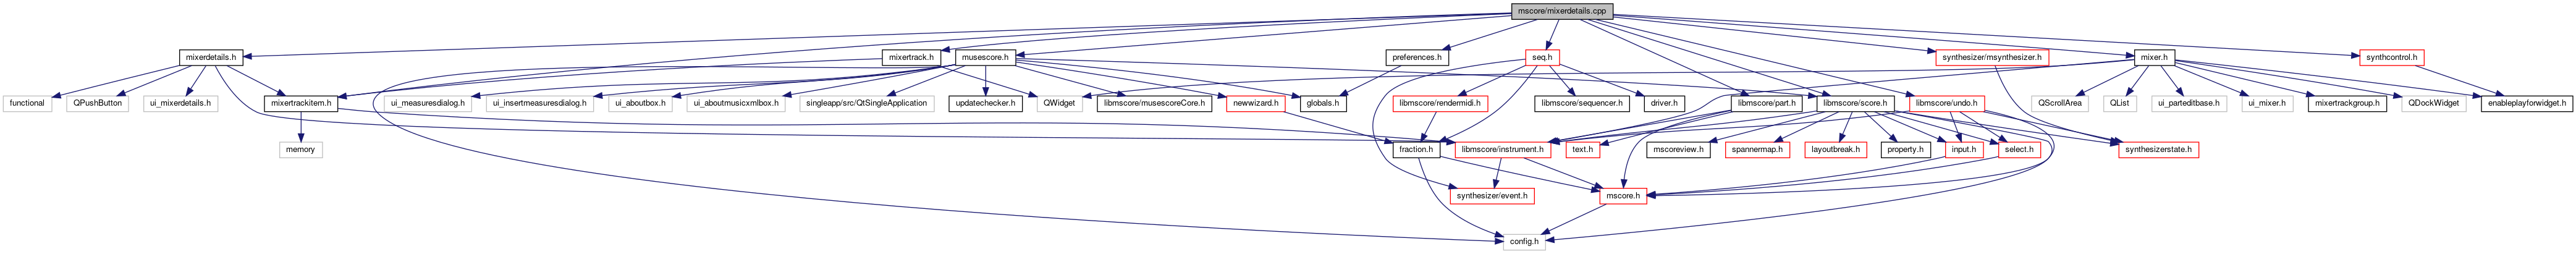 mscore/mixerdetails.cpp
mixerdetails.h
mixertrack.h
musescore.h
preferences.h
seq.h
synthesizer/msynthesizer.h
mixer.h
synthcontrol.h
functional
QPushButton
ui_mixerdetails.h
mixertrackitem.h
ui_measuresdialog.h
ui_insertmeasuresdialog.h
ui_aboutbox.h
ui_aboutmusicxmlbox.h
singleapp/src/QtSingleApplication
updatechecker.h
QWidget
libmscore/musescoreCore.h
newwizard.h
globals.h
libmscore/rendermidi.h
libmscore/sequencer.h
driver.h
libmscore/part.h
libmscore/score.h
libmscore/undo.h
QScrollArea
QList
ui_parteditbase.h
ui_mixer.h
mixertrackgroup.h
QDockWidget
enableplayforwidget.h
memory
fraction.h
libmscore/instrument.h
text.h
mscoreview.h
spannermap.h
layoutbreak.h
property.h
input.h
select.h
synthesizerstate.h
synthesizer/event.h
mscore.h
config.h